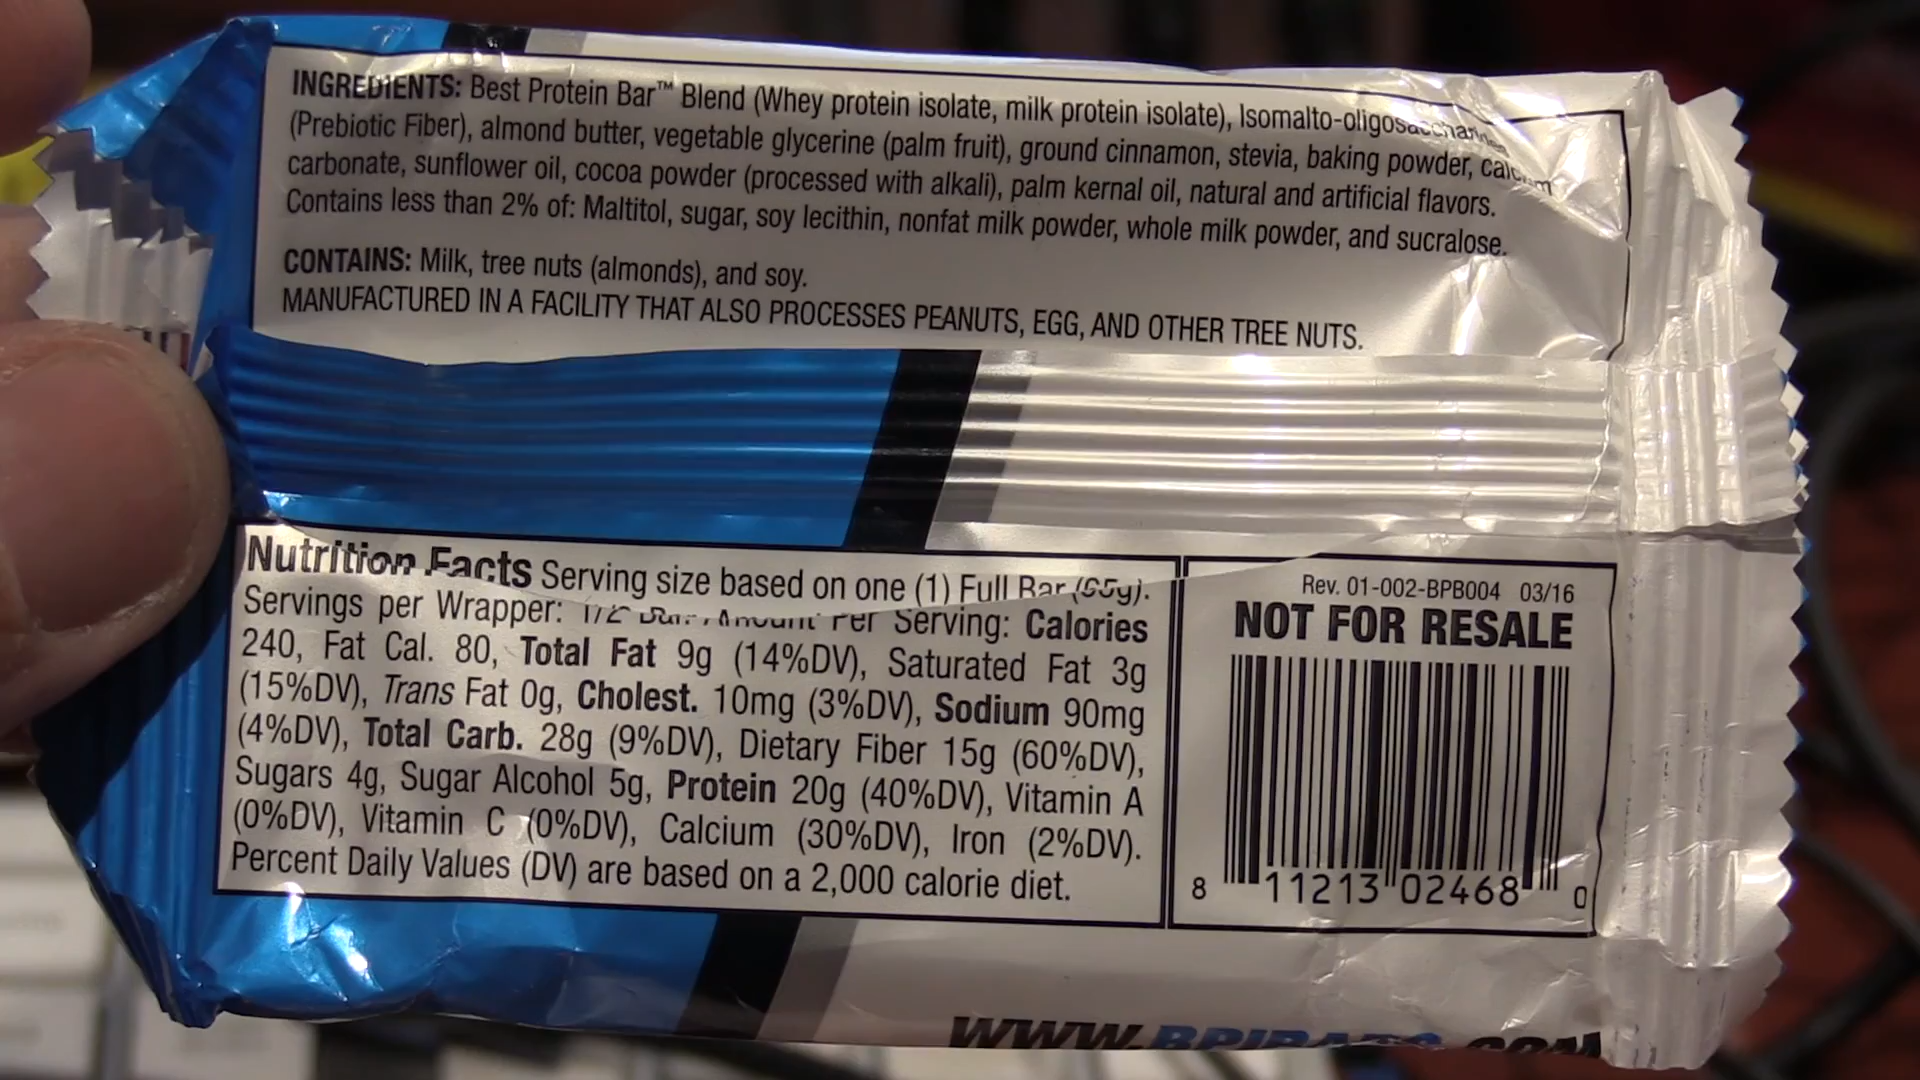 INGREDIENTS: Best Protein Bar™ Blend (Whey protein isolate, milk protein isolate), Isomalto-oligosaccharides
(Prebiotic Fiber), almond butter, vegetable glycerine (palm fruit), ground cinnamon, stevia, baking powder, calcium
carbonate, sunflower oil, cocoa powder (processed with alkali), palm kernal oil, natural and artificial flavors.
Contains less than 2% of: Maltitol, sugar, soy lecithin, nonfat milk powder, whole milk powder, and sucralose.
CONTAINS: Milk, tree nuts (almonds), and soy.
MANUFACTURED IN A FACILITY THAT ALSO PROCESSES PEANUTS, EGG, AND OTHER TREE NUTS.
Nutrition Facts Serving size based on one (1) Full Bar (65g).
Servings per Wrapper: 1/2 Bar. Amount Per Serving: Calories
240, Fat Cal. 80, Total Fat 9g (14%DV), Saturated Fat 3g
(15%DV), Trans Fat 0g, Cholest. 10mg (3%DV), Sodium 90mg
(4%DV), Total Carb. 28g (9%DV), Dietary Fiber 15g (60%DV),
Sugars 4g, Sugar Alcohol 5g, Protein 20g (40%DV), Vitamin A
(0%DV), Vitamin C (0%DV), Calcium (30%DV), Iron (2%DV).
Percent Daily Values (DV) are based on a 2,000 calorie diet.
Rev. 01-002-BPB004 03/16
NOT FOR RESALE
8 11213 02468 0